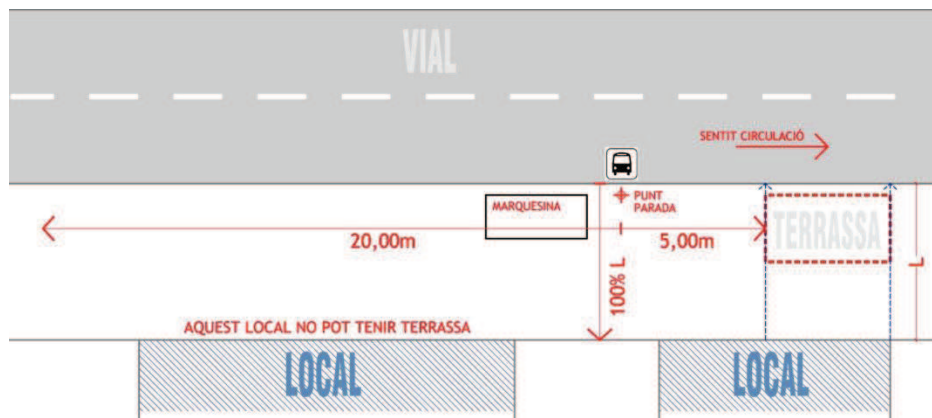 VIAL
SENTIT CIRCULACIÓ
MARQUESINA
PUNT
PARADA
TERRASSA
20,00m
5,00m
100% L
L
AQUEST LOCAL NO POT TENIR TERRASSA
LOCAL
LOCAL